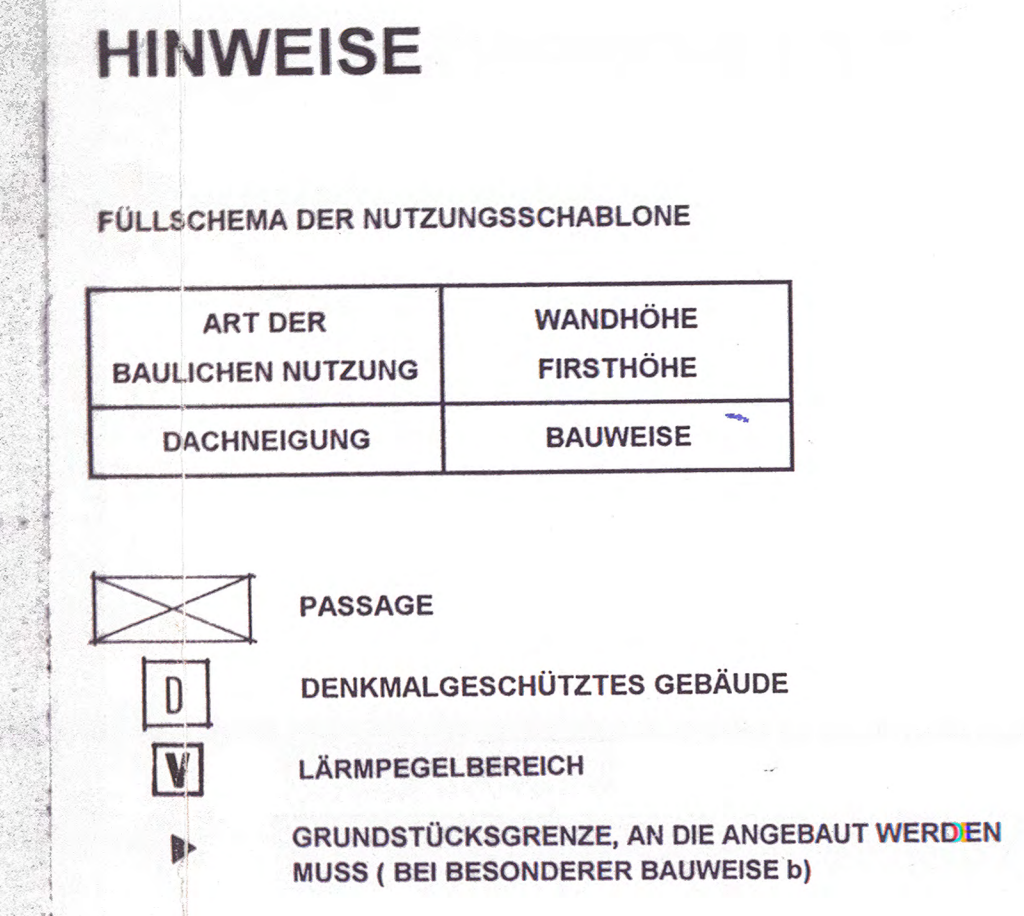 HINWEISE
FÜLLSCHEMA DER NUTZUNGSSCHABLONE
ART DER
BAULICHEN NUTZUNG
WANDHÖHE
FIRSTHÖHE
DACHNEIGUNG
BAUWEISE
PASSAGE
D
DENKMALGESCHÜTZTES GEBÄUDE
V
LÄRMPEGELBEREICH
GRUNDSTÜCKSGRENZE, AN DIE ANGEBAUT WERDEN
MUSS ( BEI BESONDERER BAUWEISE b)